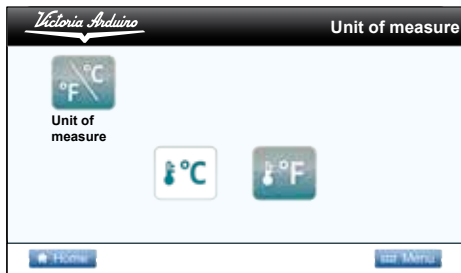 Victoria Arduino
Unit of measure
°F °C
Unit of
measure
°C
°F
Home
Menu